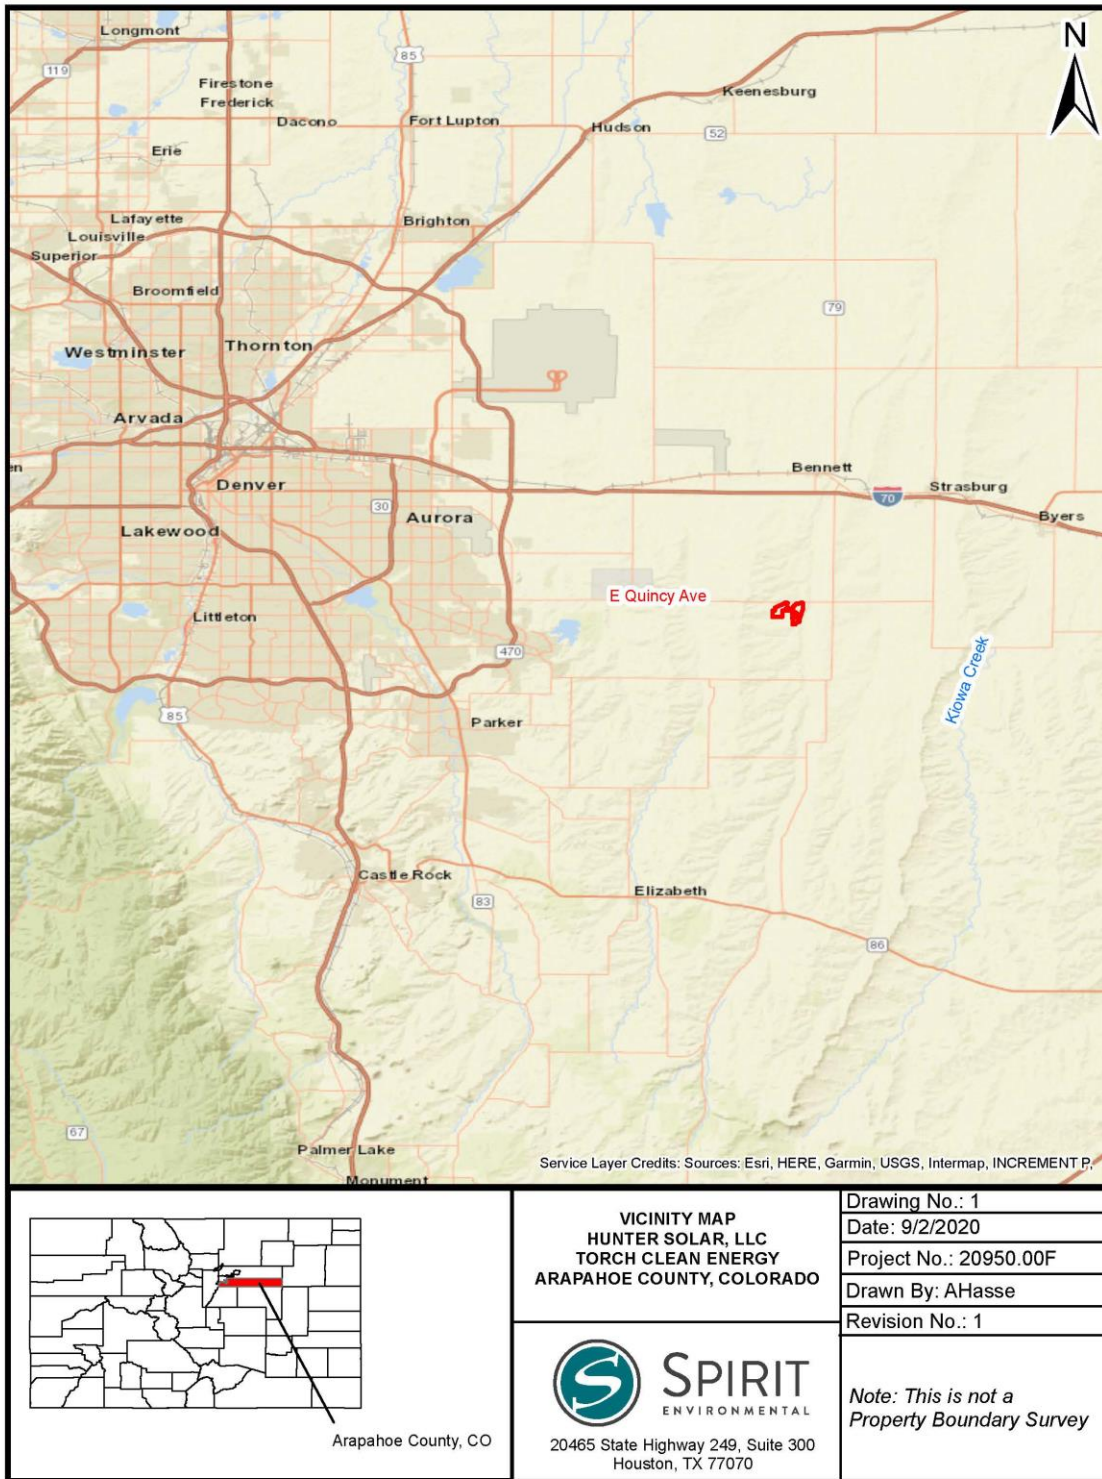 Longmont
85
N
119
Firestone
Frederick
Keenesburg
Dacono
Fort Lupton
Hudson
52
Erie
Lafayette
Brighton
Louisville
Superior
Broomfield
79
Westminster
Thornton
Arvada
en
Bennett
Denver
Strasburg
70
30
Aurora
Byers
Lakewood
E Quincy Ave
Littleton
470
Kiowa Creek
85
Parker
Castle Rock
Elizabeth
83
86
67
Palmer Lake
Service Layer Credits: Sources: Esri, HERE, Garmin, USGS, Intermap, INCREMENT P,
Monument
Arapahoe County, CO
VICINITY MAP
HUNTER SOLAR, LLC
TORCH CLEAN ENERGY
ARAPAHOE COUNTY, COLORADO
S SPIRIT
ENVIRONMENTAL
20465 State Highway 249, Suite 300
Houston, TX 77070
Drawing No.: 1
Date: 9/2/2020
Project No.: 20950.00F
Drawn By: AHasse
Revision No.: 1
Note: This is not a
Property Boundary Survey